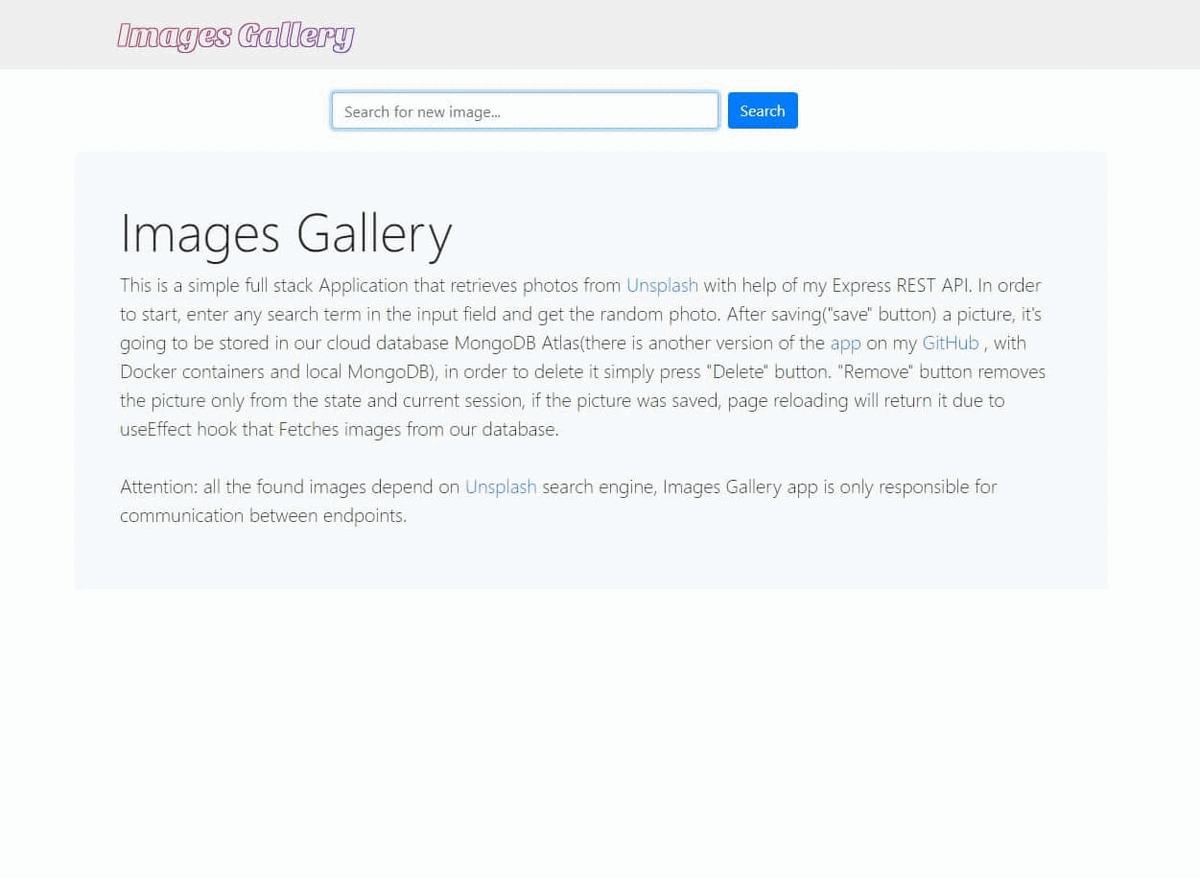 Images Gallery
Search for new image...
Search
Images Gallery
This is a simple full stack Application that retrieves photos from Unsplash with help of my Express REST API. In order
to start, enter any search term in the input field and get the random photo. After saving("save" button) a picture, it's
going to be stored in our cloud database MongoDB Atlas(there is another version of the app on my GitHub , with
Docker containers and local MongoDB), in order to delete it simply press "Delete" button. "Remove" button removes
the picture only from the state and current session, if the picture was saved, page reloading will return it due to
useEffect hook that Fetches images from our database.
Attention: all the found images depend on Unsplash search engine, Images Gallery app is only responsible for
communication between endpoints.